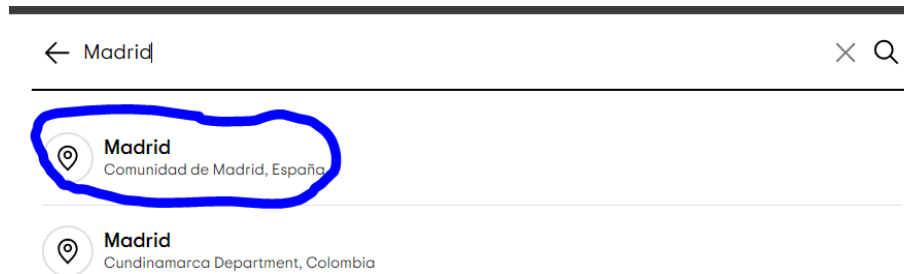 Madrid
Madrid
Comunidad de Madrid, España
Madrid
Cundinamarca Department, Colombia